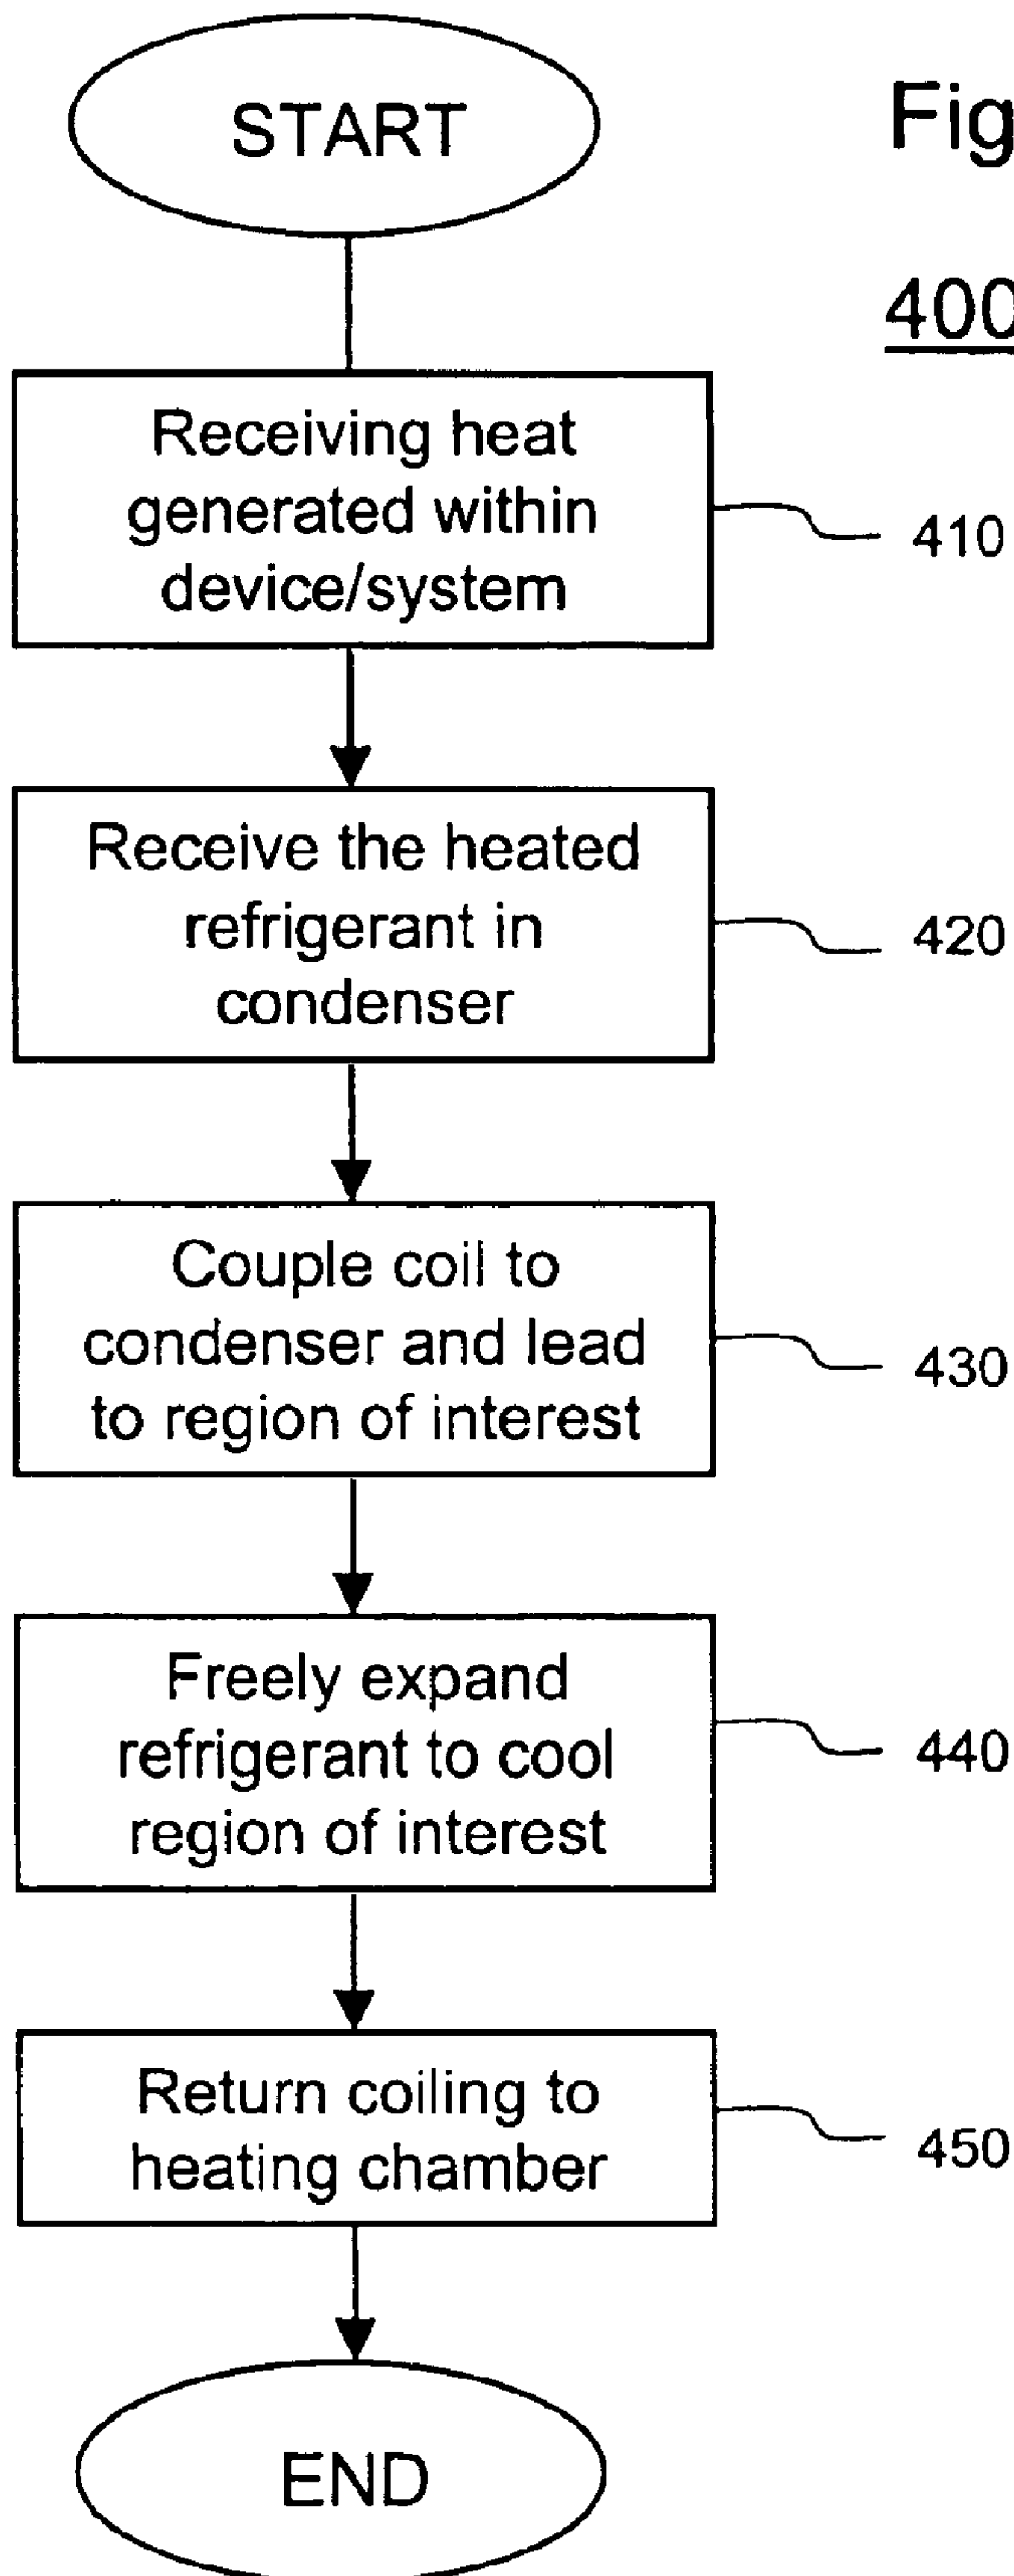 START
Fig
400
Receiving heat
generated within
device/system
410
Receive the heated
refrigerant in
condenser
420
Couple coil to
condenser and lead
to region of interest
430
Freely expand
refrigerant to cool
region of interest
440
Return coiling to
heating chamber
450
END